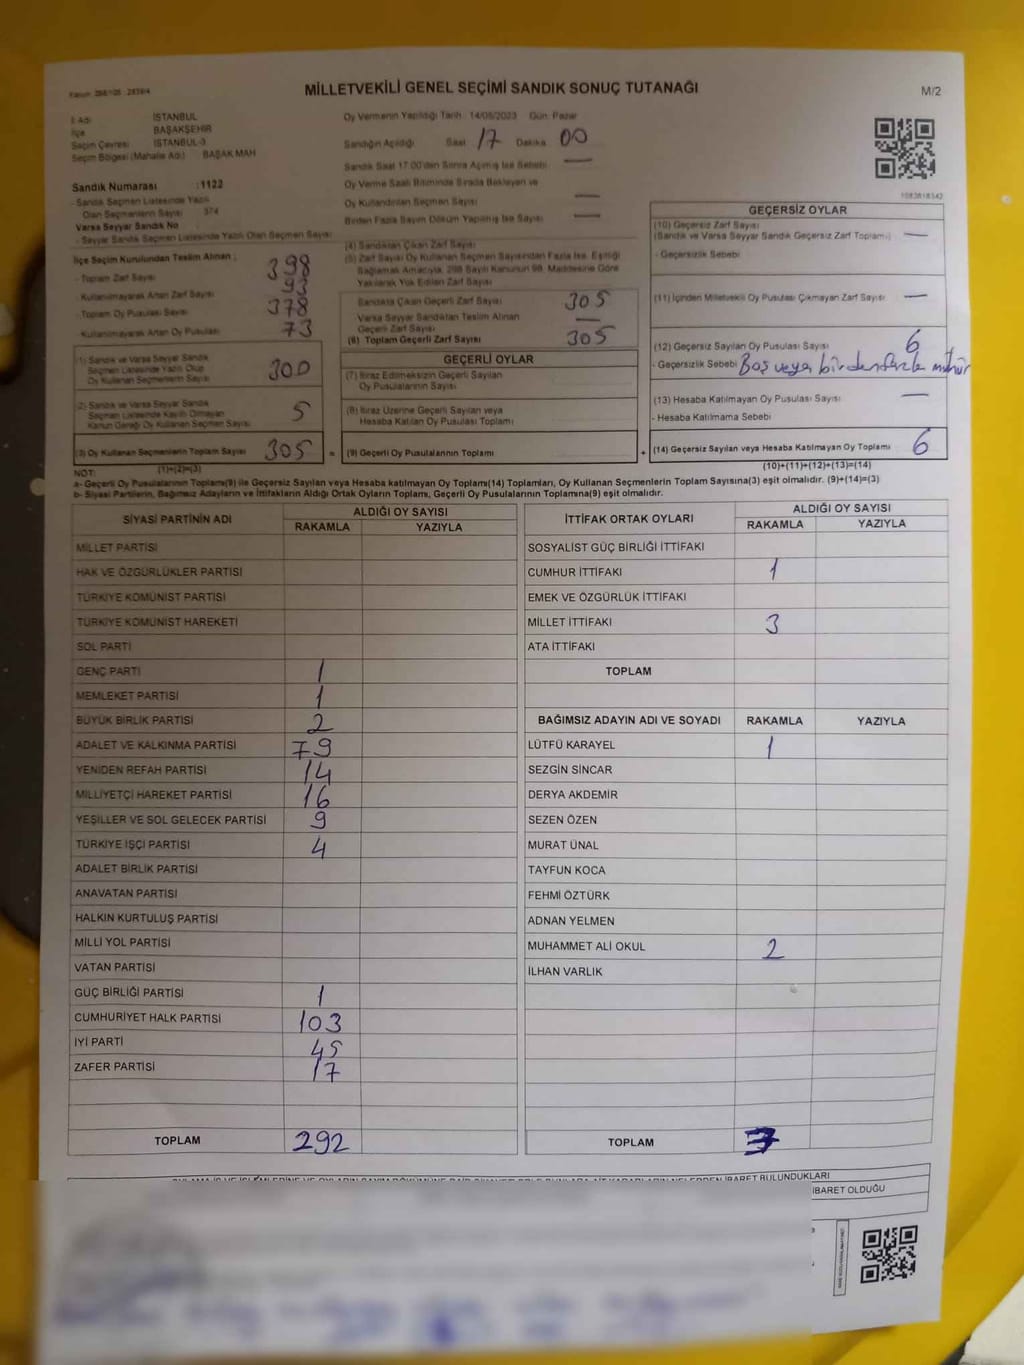 MİLLETVEKİLİ GENEL SEÇİMİ SANDIK SONUÇ TUTANAĞI
M/2
İl Adı İSTANBUL
İlçe BAŞAKŞEHİR
Seçim Çevresi İSTANBUL-3
Seçim Bölgesi (Mahalle Adı) BAŞAK MAH
Sandık Numarası :1122
- Sandık Seçmen Listesinde Yazılı
Olan Seçmenlerin Sayısı 374
Varsa Seyyar Sandık No
- Seyyar Sandık Seçmen Listesinde Yazılı Olan Seçmen Sayısı
Oy Vermenin Yapıldığı Tarih : 14/05/2023 Gün: Pazar
Sandığın Açıldığı Saat 17 Dakika 00
Sandık Saat 17.00'den Sonra Açılmış İse Sebebi —
Oy Verme Saati Bitiminde Sırada Bekleyen ve
Oy Kullandırılan Seçmen Sayısı —
Birden Fazla Sayım Döküm Yapılmış İse Sayısı —
İlçe Seçim Kurulundan Teslim Alınan ;
- Toplam Zarf Sayısı 398
- Kullanılmayarak Artan Zarf Sayısı 93
- Toplam Oy Pusulası Sayısı 378
- Kullanılmayarak Artan Oy Pusulası 73
(1) Sandık ve Varsa Seyyar Sandık
Seçmen Listesinde Yazılı Olup
Oy Kullanan Seçmenlerin Sayısı 300
(2) Sandık ve Varsa Seyyar Sandık
Seçmen Listesinde Kayıtlı Olmayan
Kanun Gereği Oy Kullanan Seçmen Sayısı 5
(3) Oy Kullanan Seçmenlerin Toplam Sayısı 305 =
(1)+(2)=(3)
(4) Sandıktan Çıkan Zarf Sayısı
(5) Zarf Sayısı Oy Kullanan Seçmen Sayısından Fazla İse, Eşitliği
Sağlamak Amacıyla, 298 Sayılı Kanunun 98. Maddesine Göre
Yakılarak Yok Edilen Zarf Sayısı
Sandıkta Çıkan Geçerli Zarf Sayısı 305
Varsa Seyyar Sandıktan Teslim Alınan
Geçerli Zarf Sayısı —
(6) Toplam Geçerli Zarf Sayısı 305
GEÇERLİ OYLAR
(7) İtiraz Edilmeksizin Geçerli Sayılan
Oy Pusulalarının Sayısı
(8) İtiraz Üzerine Geçerli Sayılan veya
Hesaba Katılan Oy Pusulası Toplamı
(9) Geçerli Oy Pusulalarının Toplamı +
GEÇERSİZ OYLAR
(10) Geçersiz Zarf Sayısı
(Sandık ve Varsa Seyyar Sandık Geçersiz Zarf Toplamı) —
- Geçersizlik Sebebi
(11) İçinden Milletvekili Oy Pusulası Çıkmayan Zarf Sayısı —
(12) Geçersiz Sayılan Oy Pusulası Sayısı 6
- Geçersizlik Sebebi Boş veya birden fazla mühür
(13) Hesaba Katılmayan Oy Pusulası Sayısı —
- Hesaba Katılmama Sebebi
(14) Geçersiz Sayılan veya Hesaba Katılmayan Oy Toplamı 6
(10)+(11)+(12)+(13)=(14)
NOT:
a- Geçerli Oy Pusulalarının Toplamı(9) ile Geçersiz Sayılan veya Hesaba katılmayan Oy Toplamı(14) Toplamları, Oy Kullanan Seçmenlerin Toplam Sayısına(3) eşit olmalıdır. (9)+(14)=(3)
b- Siyasi Partilerin, Bağımsız Adayların ve İttifakların Aldığı Ortak Oyların Toplamı, Geçerli Oy Pusulalarının Toplamına(9) eşit olmalıdır.
SİYASİ PARTİNİN ADI ALDIĞI OY SAYISI
RAKAMLA YAZIYLA
MİLLET PARTİSİ
HAK VE ÖZGÜRLÜKLER PARTİSİ
TÜRKİYE KOMÜNİST PARTİSİ
TÜRKİYE KOMÜNİST HAREKETİ
SOL PARTİ
GENÇ PARTİ 1
MEMLEKET PARTİSİ 1
BÜYÜK BİRLİK PARTİSİ 2
ADALET VE KALKINMA PARTİSİ 79
YENİDEN REFAH PARTİSİ 14
MİLLİYETÇİ HAREKET PARTİSİ 16
YEŞİLLER VE SOL GELECEK PARTİSİ 9
TÜRKİYE İŞÇİ PARTİSİ 4
ADALET BİRLİK PARTİSİ
ANAVATAN PARTİSİ
HALKIN KURTULUŞ PARTİSİ
MİLLİ YOL PARTİSİ
VATAN PARTİSİ
GÜÇ BİRLİĞİ PARTİSİ 1
CUMHURİYET HALK PARTİSİ 103
İYİ PARTİ 45
ZAFER PARTİSİ 17
TOPLAM 292
İTTİFAK ORTAK OYLARI ALDIĞI OY SAYISI
RAKAMLA YAZIYLA
SOSYALİST GÜÇ BİRLİĞİ İTTİFAKI
CUMHUR İTTİFAKI 1
EMEK VE ÖZGÜRLÜK İTTİFAKI
MİLLET İTTİFAKI 3
ATA İTTİFAKI
TOPLAM
BAĞIMSIZ ADAYIN ADI VE SOYADI RAKAMLA YAZIYLA
LÜTFÜ KARAYEL 1
SEZGİN SİNCAR
DERYA AKDEMİR
SEZEN ÖZEN
MURAT ÜNAL
TAYFUN KOCA
FEHMİ ÖZTÜRK
ADNAN YELMEN
MUHAMMET ALİ OKUL 2
İLHAN VARLIK
TOPLAM 3
İBARET BULUNDUKLARI
İBARET OLDUĞU